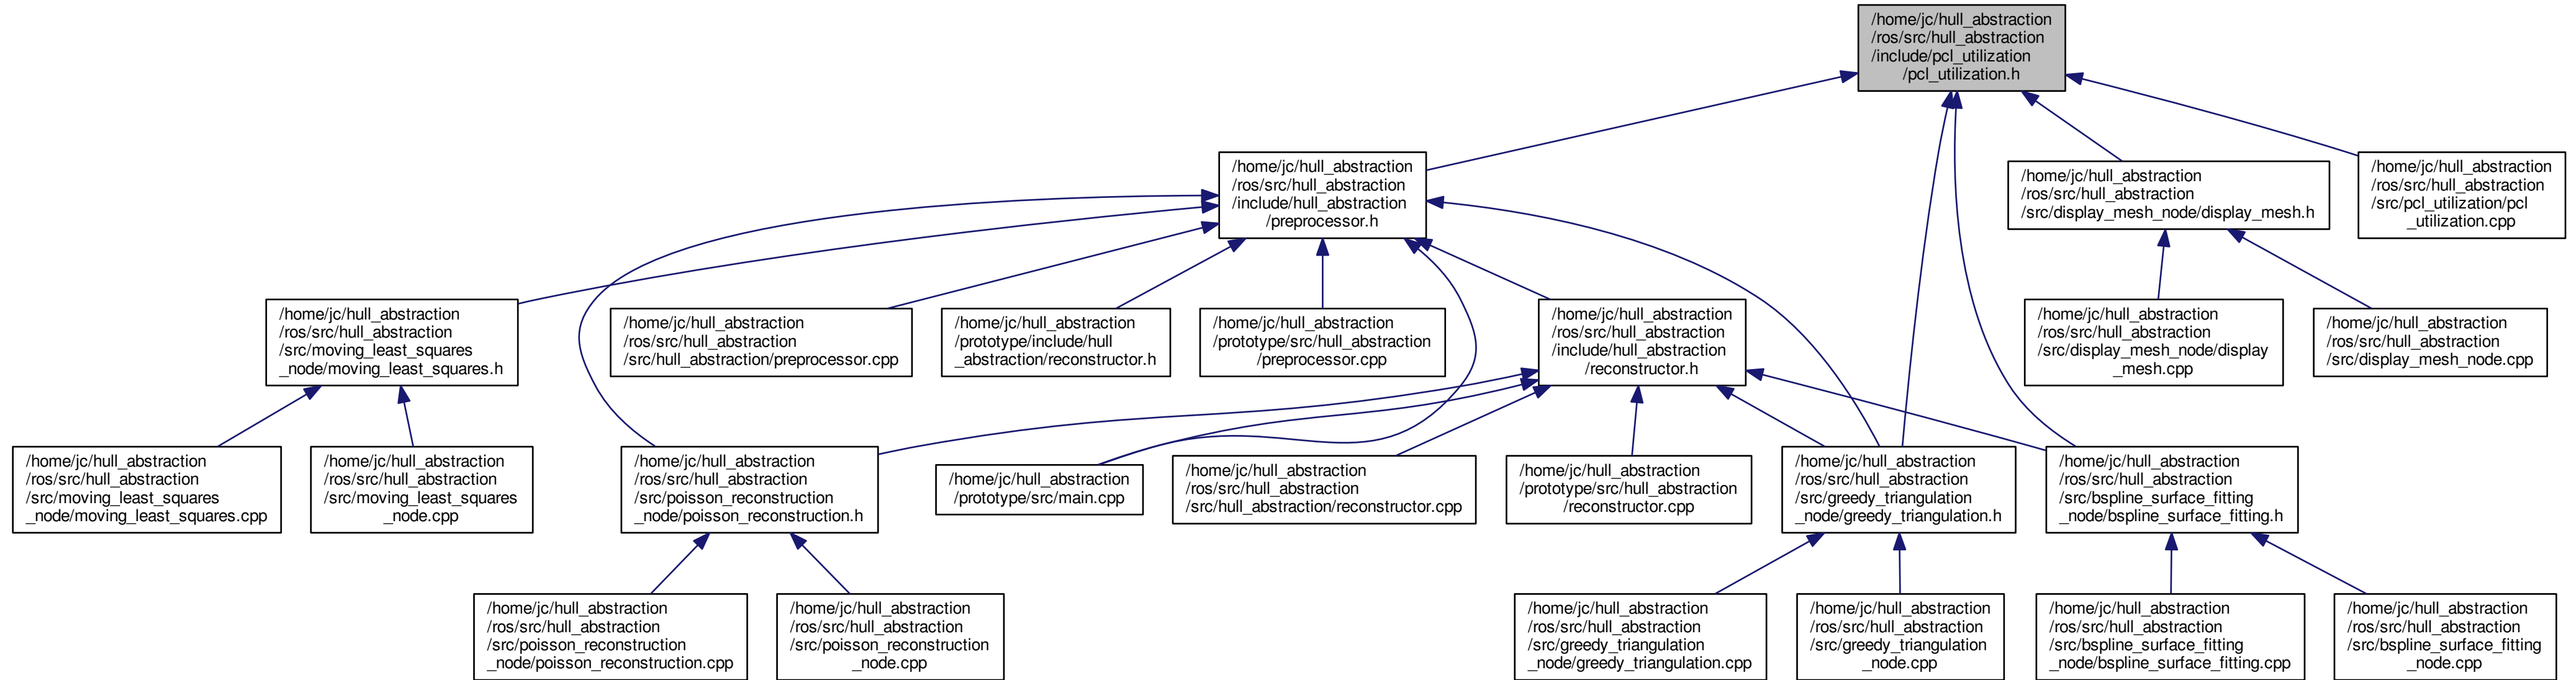 /home/jc/hull_abstraction
/ros/src/hull_abstraction
/include/pcl_utilization
/pcl_utilization.h
/home/jc/hull_abstraction
/ros/src/hull_abstraction
/include/hull_abstraction
/preprocessor.h
/home/jc/hull_abstraction
/ros/src/hull_abstraction
/src/display_mesh_node/display_mesh.h
/home/jc/hull_abstraction
/ros/src/hull_abstraction
/src/pcl_utilization/pcl
_utilization.cpp
/home/jc/hull_abstraction
/ros/src/hull_abstraction
/src/moving_least_squares
_node/moving_least_squares.h
/home/jc/hull_abstraction
/ros/src/hull_abstraction
/src/hull_abstraction/preprocessor.cpp
/home/jc/hull_abstraction
/prototype/include/hull
_abstraction/reconstructor.h
/home/jc/hull_abstraction
/prototype/src/hull_abstraction
/preprocessor.cpp
/home/jc/hull_abstraction
/ros/src/hull_abstraction
/include/hull_abstraction
/reconstructor.h
/home/jc/hull_abstraction
/ros/src/hull_abstraction
/src/display_mesh_node/display
_mesh.cpp
/home/jc/hull_abstraction
/ros/src/hull_abstraction
/src/display_mesh_node.cpp
/home/jc/hull_abstraction
/ros/src/hull_abstraction
/src/moving_least_squares
_node/moving_least_squares.cpp
/home/jc/hull_abstraction
/ros/src/hull_abstraction
/src/moving_least_squares
_node.cpp
/home/jc/hull_abstraction
/ros/src/hull_abstraction
/src/poisson_reconstruction
_node/poisson_reconstruction.h
/home/jc/hull_abstraction
/prototype/src/main.cpp
/home/jc/hull_abstraction
/ros/src/hull_abstraction
/src/hull_abstraction/reconstructor.cpp
/home/jc/hull_abstraction
/prototype/src/hull_abstraction
/reconstructor.cpp
/home/jc/hull_abstraction
/ros/src/hull_abstraction
/src/greedy_triangulation
_node/greedy_triangulation.h
/home/jc/hull_abstraction
/ros/src/hull_abstraction
/src/bspline_surface_fitting
_node/bspline_surface_fitting.h
/home/jc/hull_abstraction
/ros/src/hull_abstraction
/src/poisson_reconstruction
_node/poisson_reconstruction.cpp
/home/jc/hull_abstraction
/ros/src/hull_abstraction
/src/poisson_reconstruction
_node.cpp
/home/jc/hull_abstraction
/ros/src/hull_abstraction
/src/greedy_triangulation
_node/greedy_triangulation.cpp
/home/jc/hull_abstraction
/ros/src/hull_abstraction
/src/greedy_triangulation
_node.cpp
/home/jc/hull_abstraction
/ros/src/hull_abstraction
/src/bspline_surface_fitting
_node/bspline_surface_fitting.cpp
/home/jc/hull_abstraction
/ros/src/hull_abstraction
/src/bspline_surface_fitting
_node.cpp